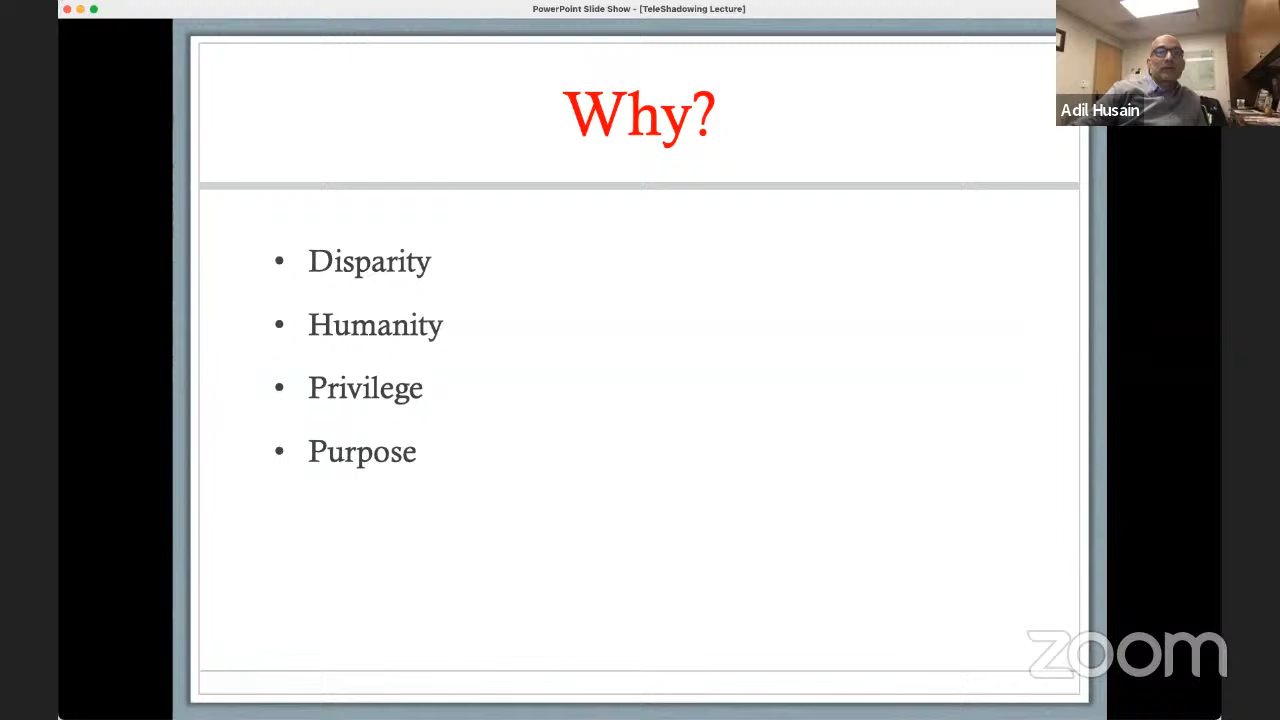 PowerPoint Slide Show - [TeleShadowing Lecture]
Adil Husain
Why?
• Disparity
• Humanity
• Privilege
• Purpose
zoom